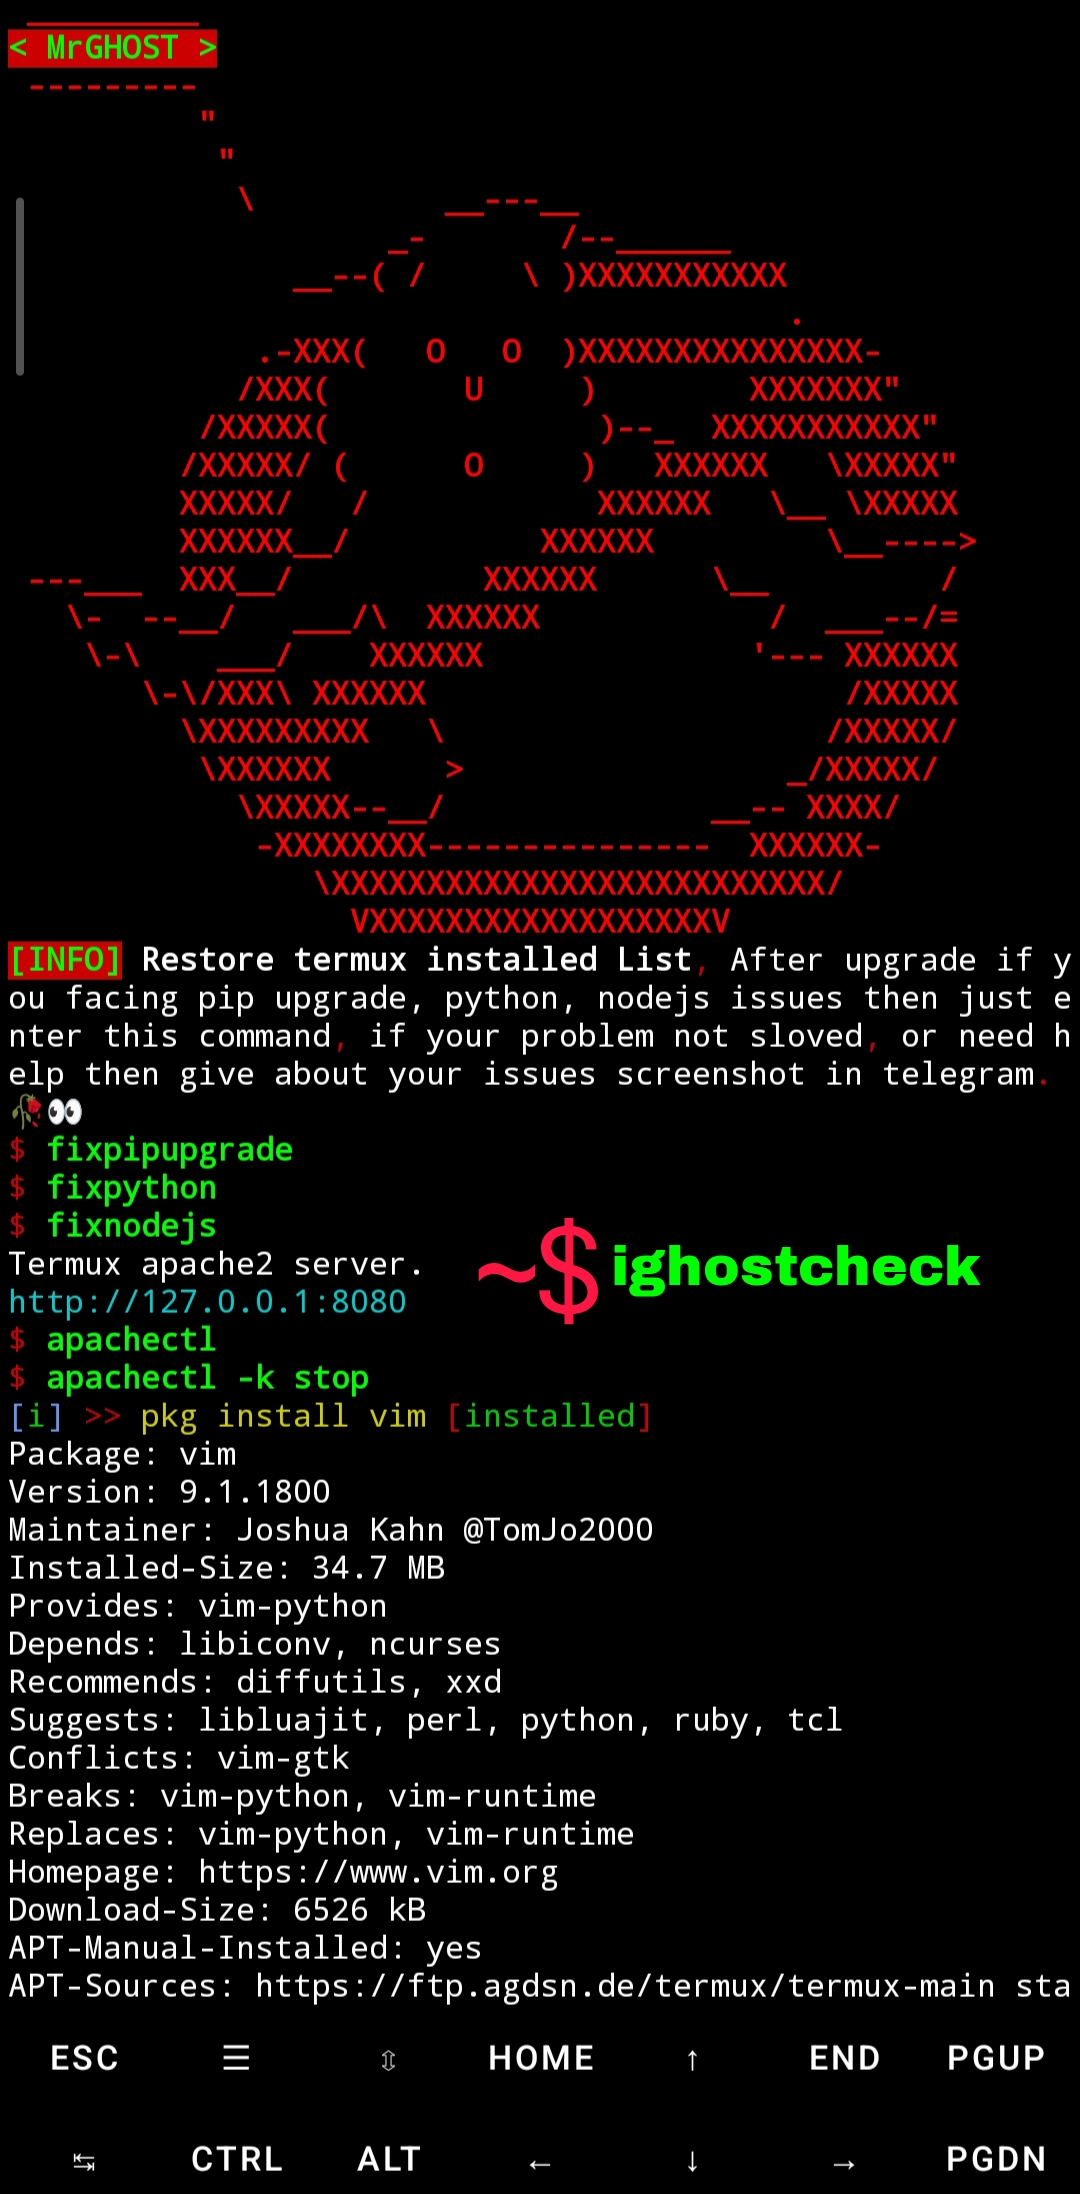 < MrGHOST >
---------
"
"
\ __---__
_- /--______
__--( / \ )XXXXXXXXXXX
.
.-XXX( O O )XXXXXXXXXXXXXXX-
/XXX( U ) XXXXXXX"
/XXXXX( )--_ XXXXXXXXXXX"
/XXXXX/ ( O ) XXXXXX \XXXXX"
XXXXX/ / XXXXXX \__ \XXXXX
XXXXXX__/ XXXXXX \__---->
---___ XXX__/ XXXXXX \__ /
\- --__/ ___/\ XXXXXX / ___--/=
\-\ ___/ XXXXXX '--- XXXXXX
\-\/XXX\ XXXXXX /XXXXX
\XXXXXXXXX \ /XXXXX/
\XXXXXX > _/XXXXX/
\XXXXX--__/ __-- XXXX/
-XXXXXXXX--------------- XXXXXX-
\XXXXXXXXXXXXXXXXXXXXXXXXXX/
VXXXXXXXXXXXXXXXXXXV
[INFO] Restore termux installed List, After upgrade if y
ou facing pip upgrade, python, nodejs issues then just e
nter this command, if your problem not sloved, or need h
elp then give about your issues screenshot in telegram.
🥀👀
$ fixpipupgrade
$ fixpython
$ fixnodejs
Termux apache2 server.
~$ ighostcheck
http://127.0.0.1:8080
$ apachectl
$ apachectl -k stop
[i] >> pkg install vim [installed]
Package: vim
Version: 9.1.1800
Maintainer: Joshua Kahn @TomJo2000
Installed-Size: 34.7 MB
Provides: vim-python
Depends: libiconv, ncurses
Recommends: diffutils, xxd
Suggests: libluajit, perl, python, ruby, tcl
Conflicts: vim-gtk
Breaks: vim-python, vim-runtime
Replaces: vim-python, vim-runtime
Homepage: https://www.vim.org
Download-Size: 6526 kB
APT-Manual-Installed: yes
APT-Sources: https://ftp.agdsn.de/termux/termux-main sta
ESC ☰ ⇳ HOME ↑ END PGUP
↹ CTRL ALT ← ↓ → PGDN